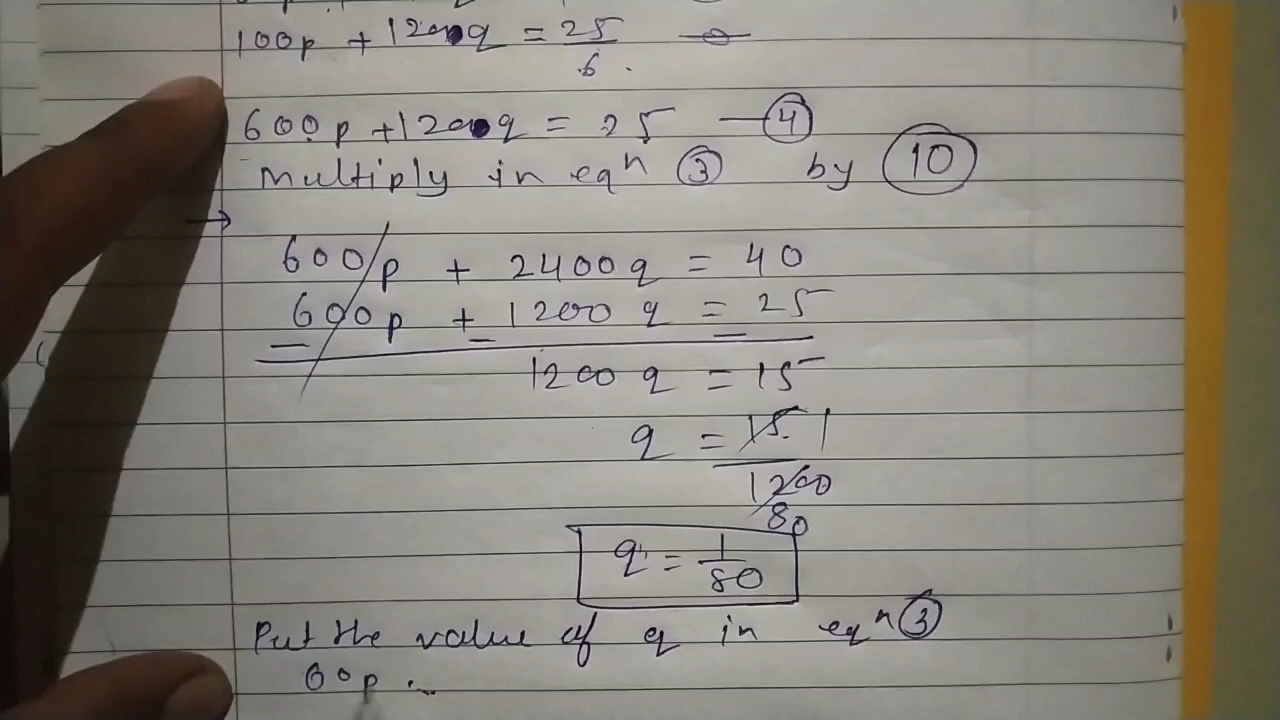 100p + 1200q = 25/6
600p + 1200q = 25 — 4
multiply in eqn 3 by 10
→
600p + 2400q = 40
600p + 1200q = 25
− − −
1200q = 15
q = 15 1
1200
80
q = 1/80
Put the value of q in eqn 3
60p